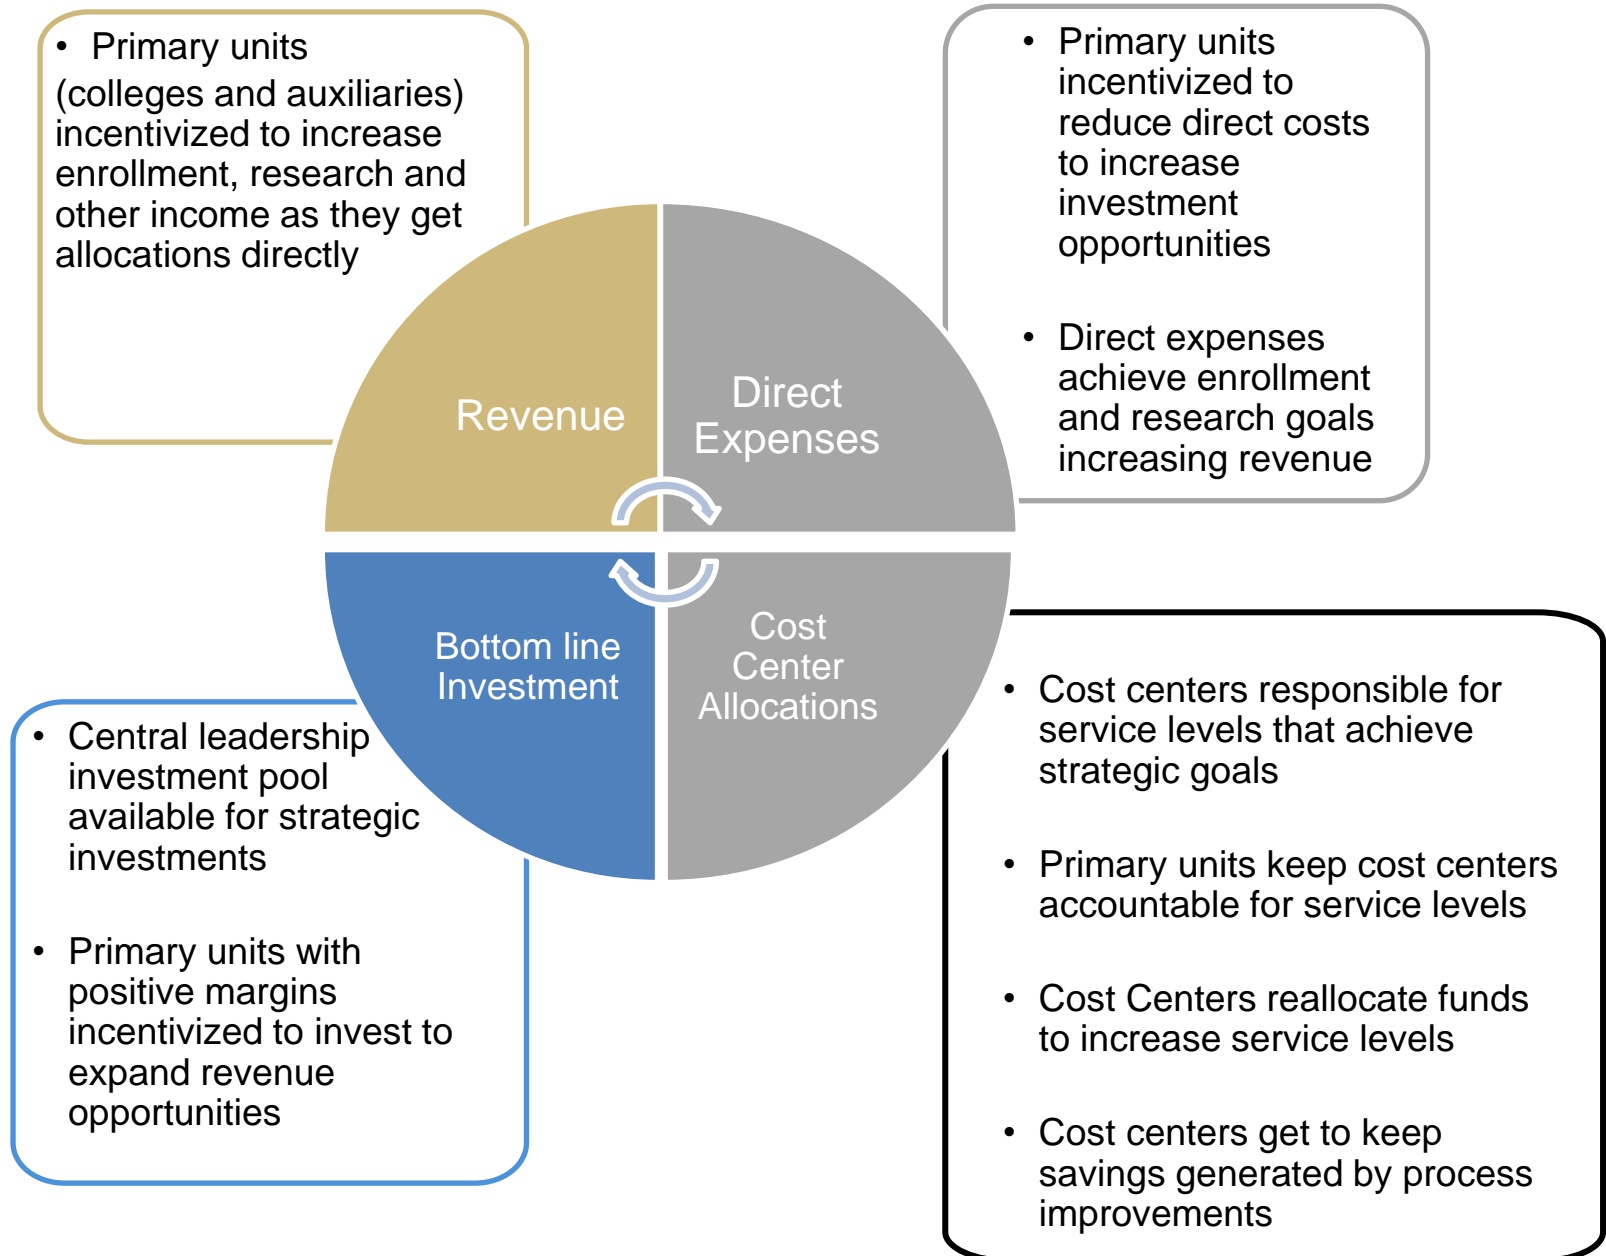 • Primary units
(colleges and auxiliaries)
incentivized to increase
enrollment, research and
other income as they get
allocations directly
• Primary units
incentivized to
reduce direct costs
to increase
investment
opportunities
• Direct expenses
achieve enrollment
and research goals
increasing revenue
Revenue
Direct
Expenses
Bottom line
Investment
Cost
Center
Allocations
• Central leadership
investment pool
available for strategic
investments
• Primary units with
positive margins
incentivized to invest to
expand revenue
opportunities
• Cost centers responsible for
service levels that achieve
strategic goals
• Primary units keep cost centers
accountable for service levels
• Cost Centers reallocate funds
to increase service levels
• Cost centers get to keep
savings generated by process
improvements